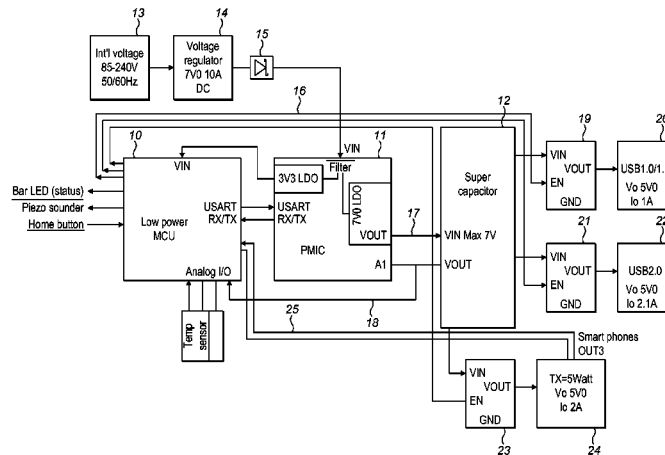 13
14
15
Int'l voltage
85-240V
50/60Hz
Voltage
regulator
7V0 10A
DC
16
12
19
20
10
VIN
11
VIN
Filter
3V3 LDO
7V0 LDO
VOUT
USART
RX/TX
USART
RX/TX
PMIC
A1
Low power
MCU
Analog I/O
Bar LED (status)
Piezo sounder
Home button
Temp
sensor
17
18
25
Super
capacitor
VIN Max 7V
VOUT
VIN
VOUT
EN
GND
USB1.0/1.
Vo 5V0
Io 1A
21
22
VIN
VOUT
EN
GND
USB2.0
Vo 5V0
Io 2.1A
Smart phones
OUT3
VIN
VOUT
EN
GND
23
TX=5Watt
Vo 5V0
Io 2A
24